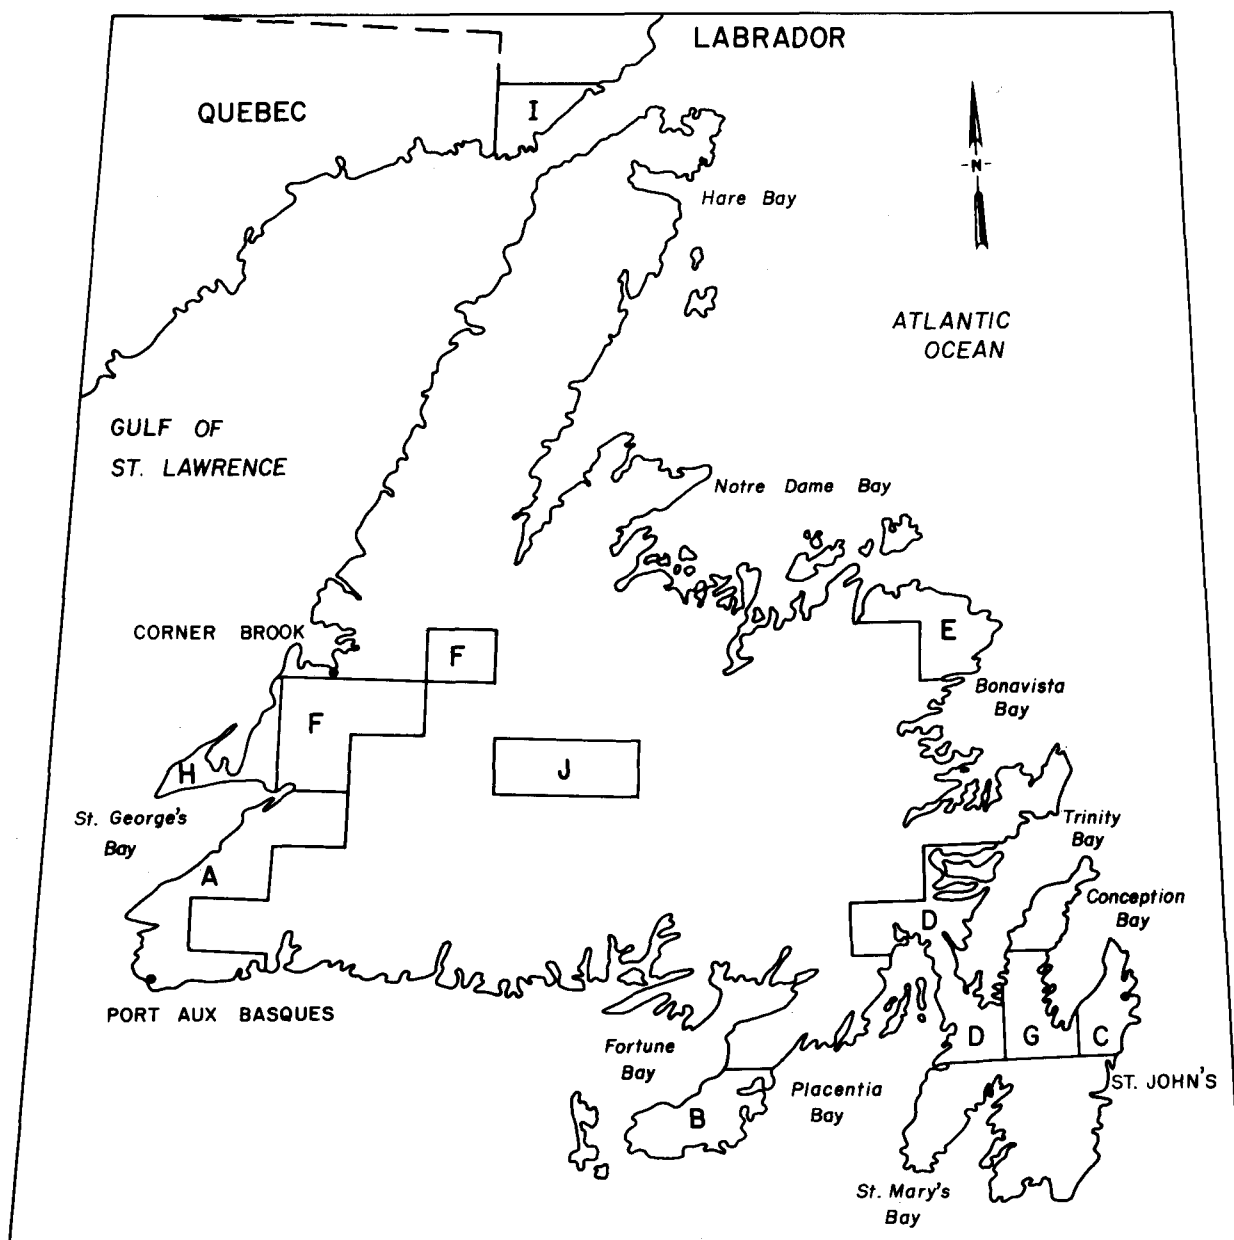 LABRADOR
QUEBEC
I
-N-
Hare Bay
ATLANTIC
OCEAN
GULF OF
ST. LAWRENCE
Notre Dame Bay
CORNER BROOK
F
E
Bonavista
Bay
F
H
J
St. George's
Bay
Trinity
Bay
A
Conception
Bay
D
PORT AUX BASQUES
D
G
C
Fortune
Bay
ST. JOHN'S
Placentia
Bay
B
St. Mary's
Bay